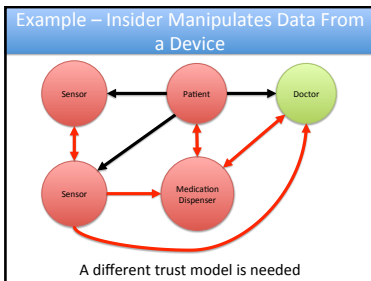 Example – Insider Manipulates Data From
a Device
Sensor
Patient
Doctor
Sensor
Medication
Dispenser
A different trust model is needed